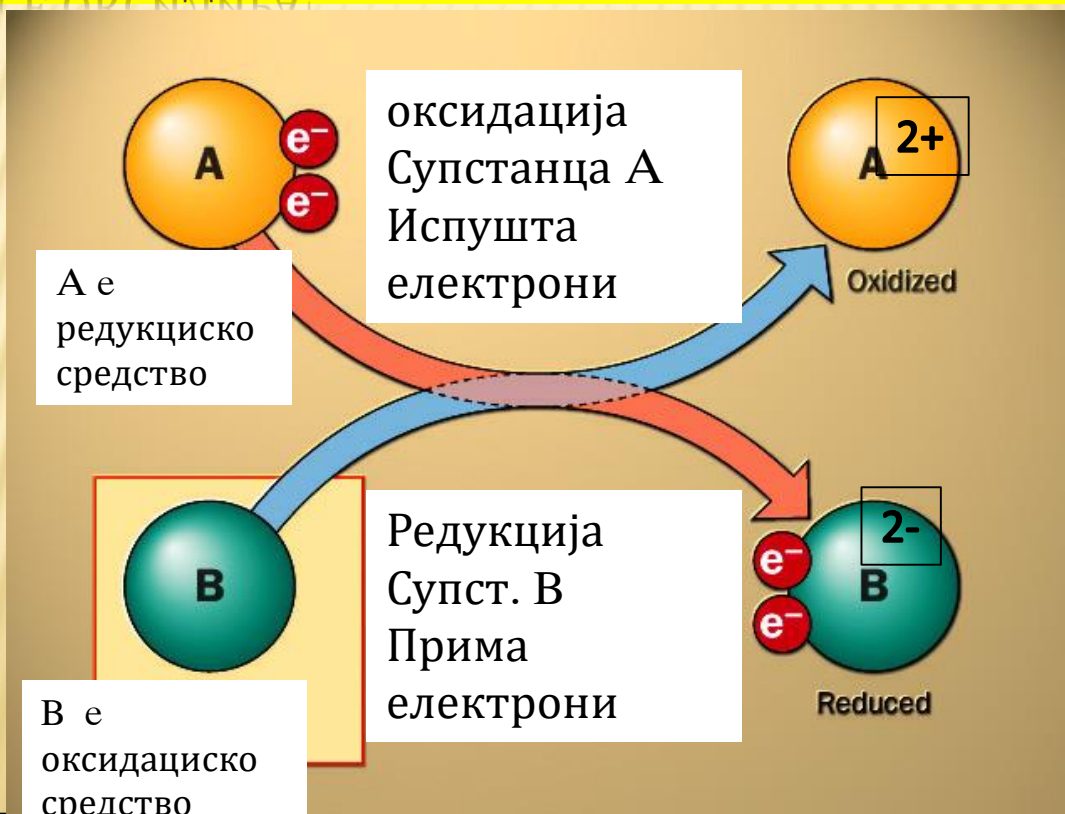 A
e⁻
e⁻
оксидација
Супстанца A
Испушта
електрони
2+
A
Oxidized
A e
редукциско
средство
B
Редукција
Супст. B
Прима
електрони
2-
e⁻
e⁻
B
Reduced
B e
оксидациско
средство